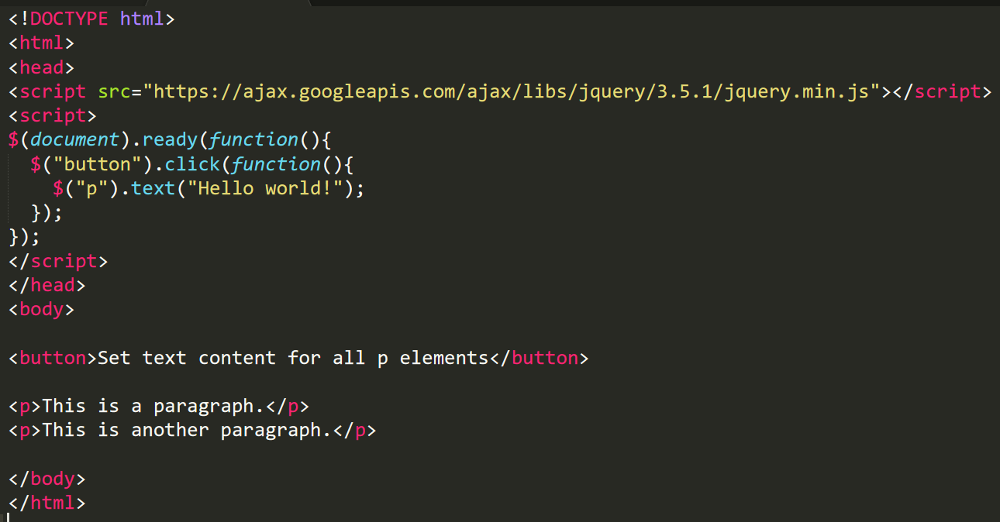 <!DOCTYPE html>
<html>
<head>
<script src="https://ajax.googleapis.com/ajax/libs/jquery/3.5.1/jquery.min.js"></script>
<script>
$(document).ready(function(){
  $("button").click(function(){
    $("p").text("Hello world!");
  });
});
</script>
</head>
<body>

<button>Set text content for all p elements</button>

<p>This is a paragraph.</p>
<p>This is another paragraph.</p>

</body>
</html>